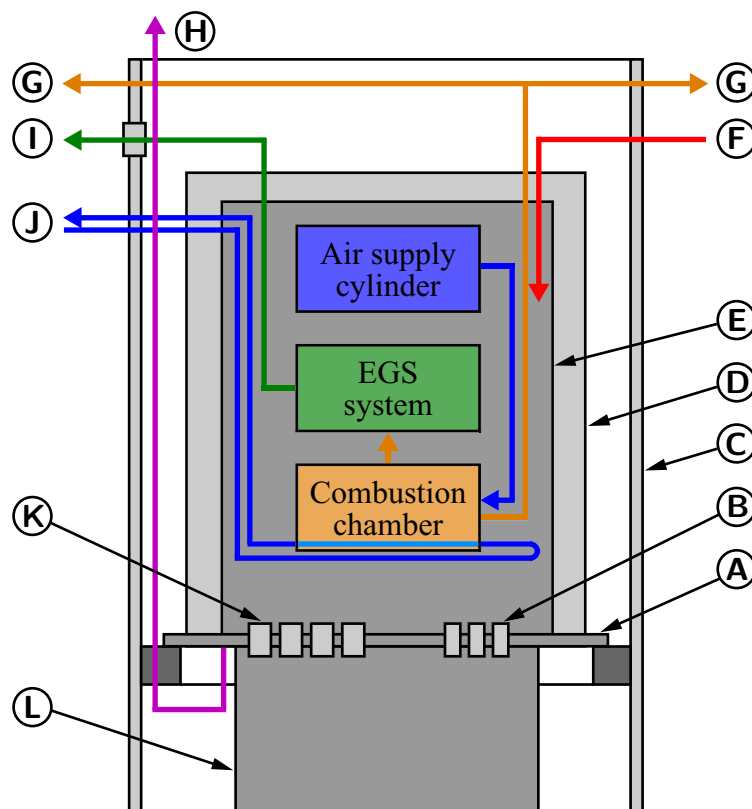 H
G
G
I
F
J
Air supply
cylinder
E
EGS
system
D
C
Combustion
chamber
K
B
A
L